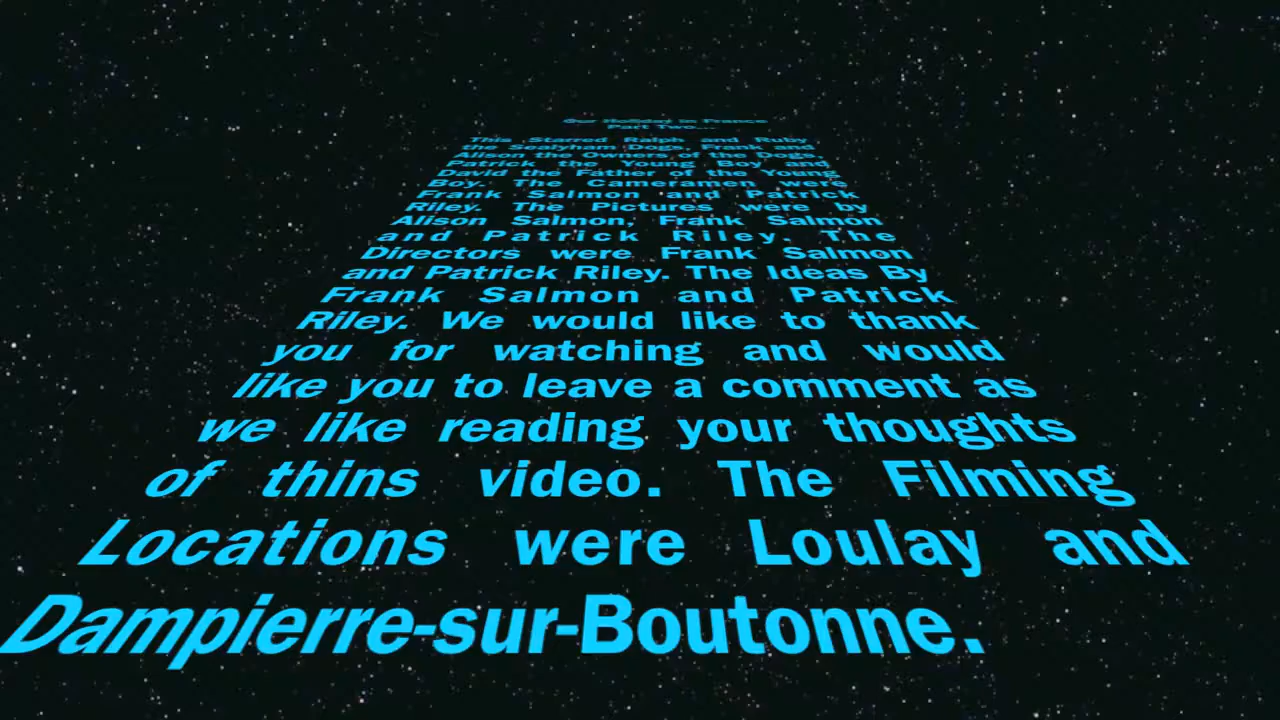 Our Holiday in France
Part Two...
This Starred Ralph and Ruby
the Sealyham Dogs, Frank and
Alison the Owners of the Dogs,
Patrick the Young Boy and
David the Father of the Young
Boy. The Cameramen were
Frank Salmon and Patrick
Riley. The Pictures were by
Alison Salmon, Frank Salmon
and Patrick Riley. The
Directors were Frank Salmon
and Patrick Riley. The Ideas By
Frank Salmon and Patrick
Riley. We would like to thank
you for watching and would
like you to leave a comment as
we like reading your thoughts
of thins video. The Filming
Locations were Loulay and
Dampierre-sur-Boutonne.